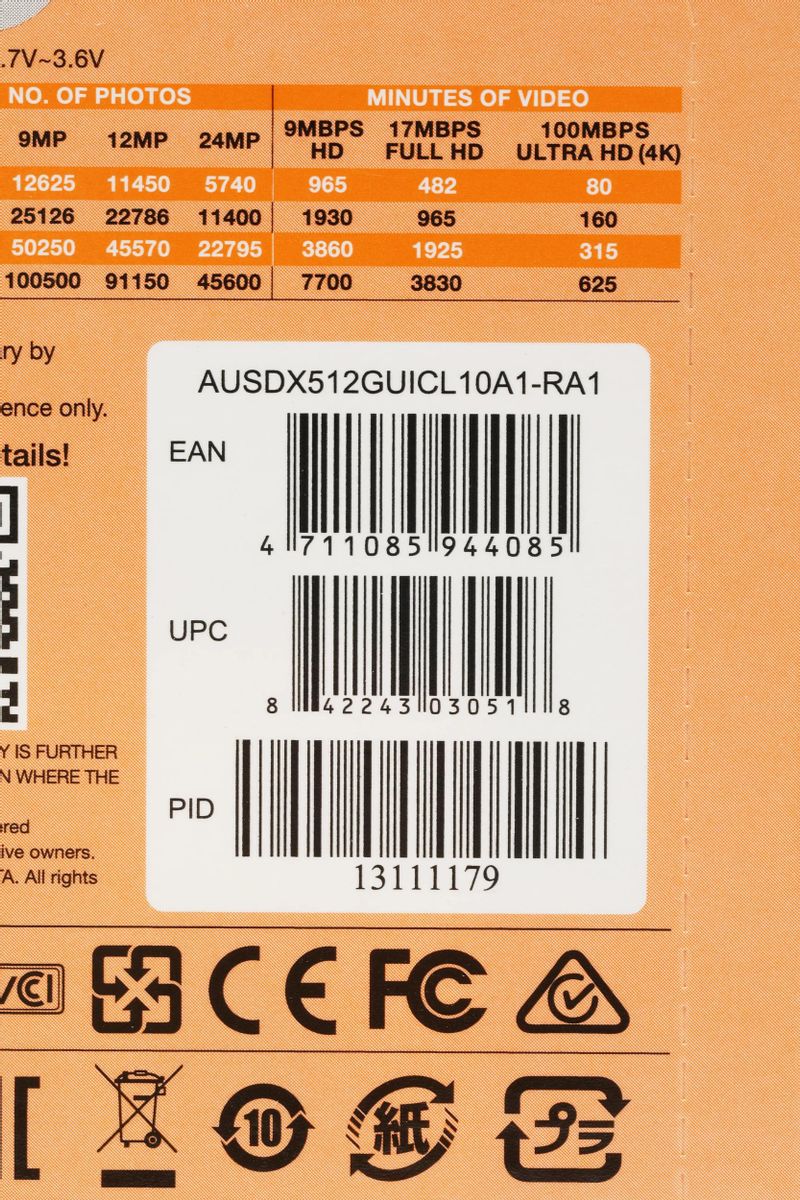 .7V~3.6V
NO. OF PHOTOS MINUTES OF VIDEO
9MP 12MP 24MP 9MBPS HD 17MBPS FULL HD 100MBPS ULTRA HD (4K)
12625 11450 5740 965 482 80
25126 22786 11400 1930 965 160
50250 45570 22795 3860 1925 315
100500 91150 45600 7700 3830 625
ry by
ence only.
tails!
AUSDX512GUICL10A1-RA1
EAN
4 711085 944085
UPC
8 42243 03051 8
PID
13111179
Y IS FURTHER
N WHERE THE
ered
ive owners.
TA. All rights
VCCI
CE FC
10 紙 プラ